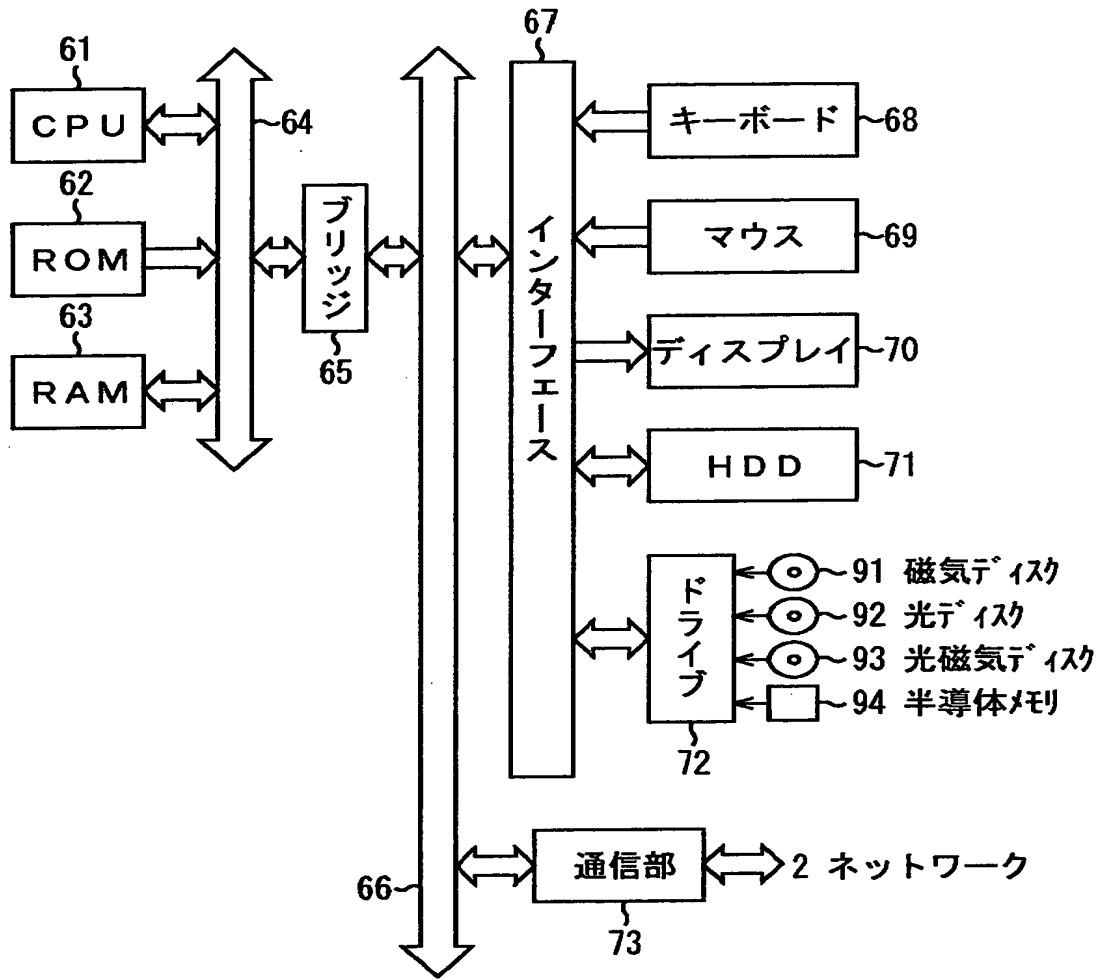 61
CPU
62
ROM
63
RAM
64
ブリッジ
65
66
67
インターフェース
キーボード 68
マウス 69
ディスプレイ 70
HDD 71
ドライブ
72
91 磁気ディスク
92 光ディスク
93 光磁気ディスク
94 半導体メモリ
通信部
73
2 ネットワーク